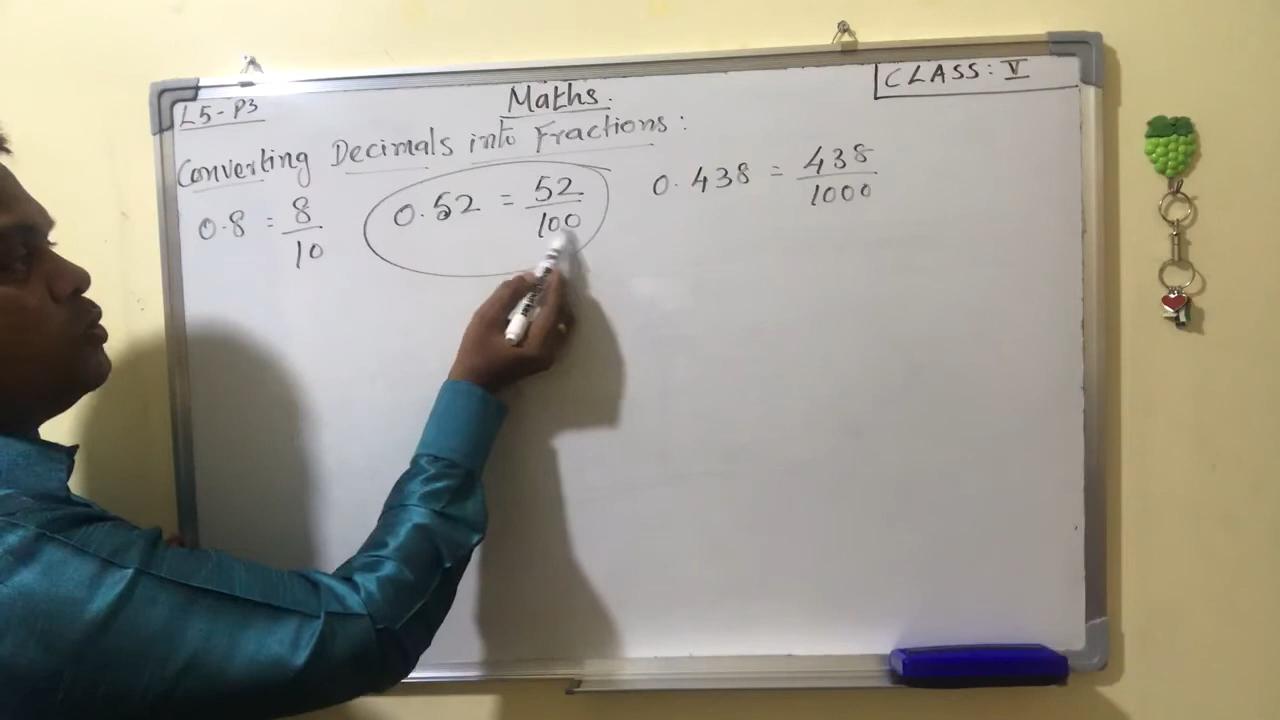 L5-P3
Maths.
CLASS: V
Converting Decimals into Fractions:
0.8 = 8/10
0.52 = 52/100
0.438 = 438/1000